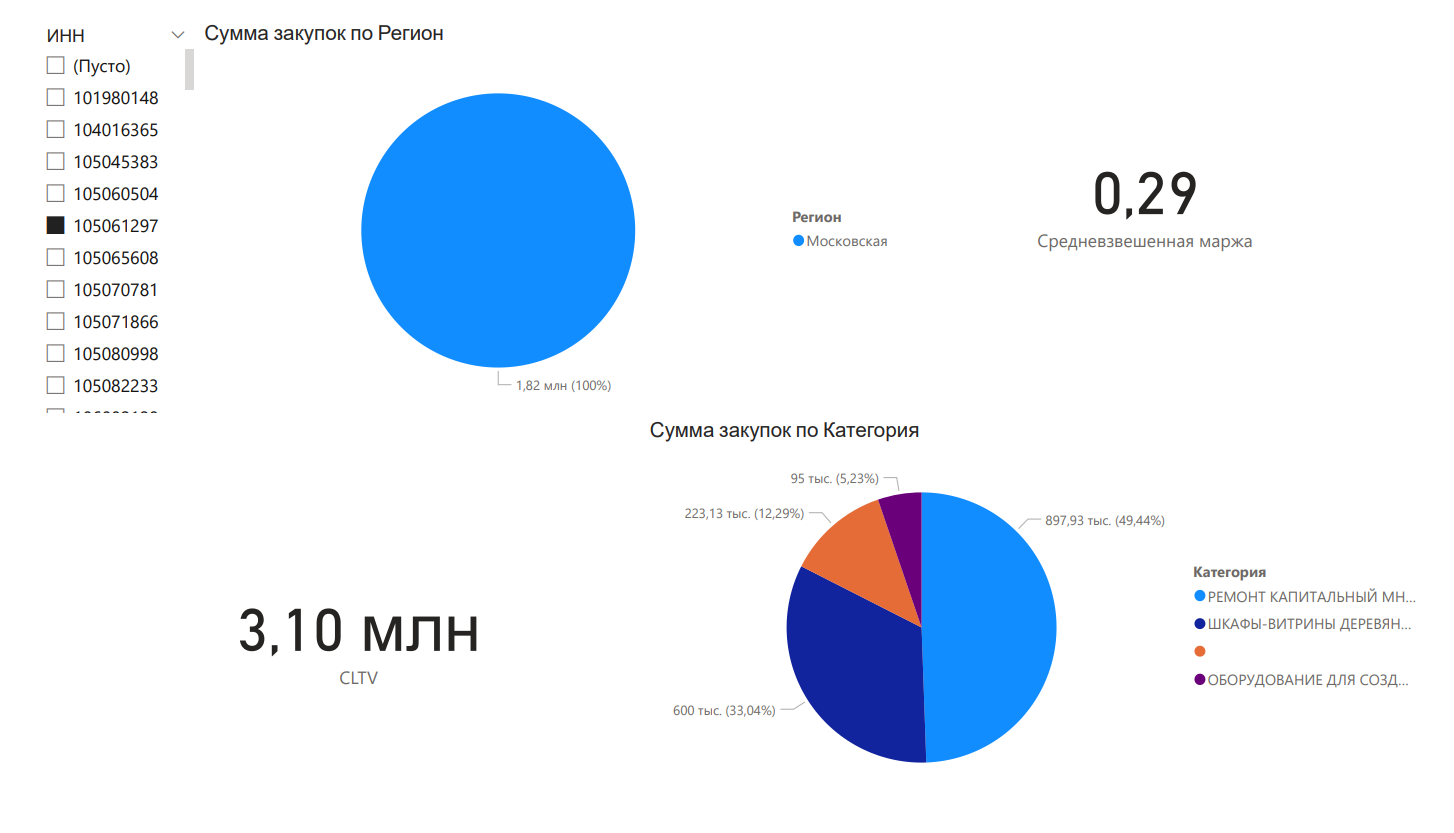 ИНН
(Пусто)
101980148
104016365
105045383
105060504
105061297
105065608
105070781
105071866
105080998
105082233
Сумма закупок по Регион
1,82 млн (100%)
Регион
Московская
0,29
Средневзвешенная маржа
3,10 млн
CLTV
Сумма закупок по Категория
95 тыс. (5,23%)
223,13 тыс. (12,29%)
897,93 тыс. (49,44%)
600 тыс. (33,04%)
Категория
РЕМОНТ КАПИТАЛЬНЫЙ МН...
ШКАФЫ-ВИТРИНЫ ДЕРЕВЯН...
ОБОРУДОВАНИЕ ДЛЯ СОЗД...